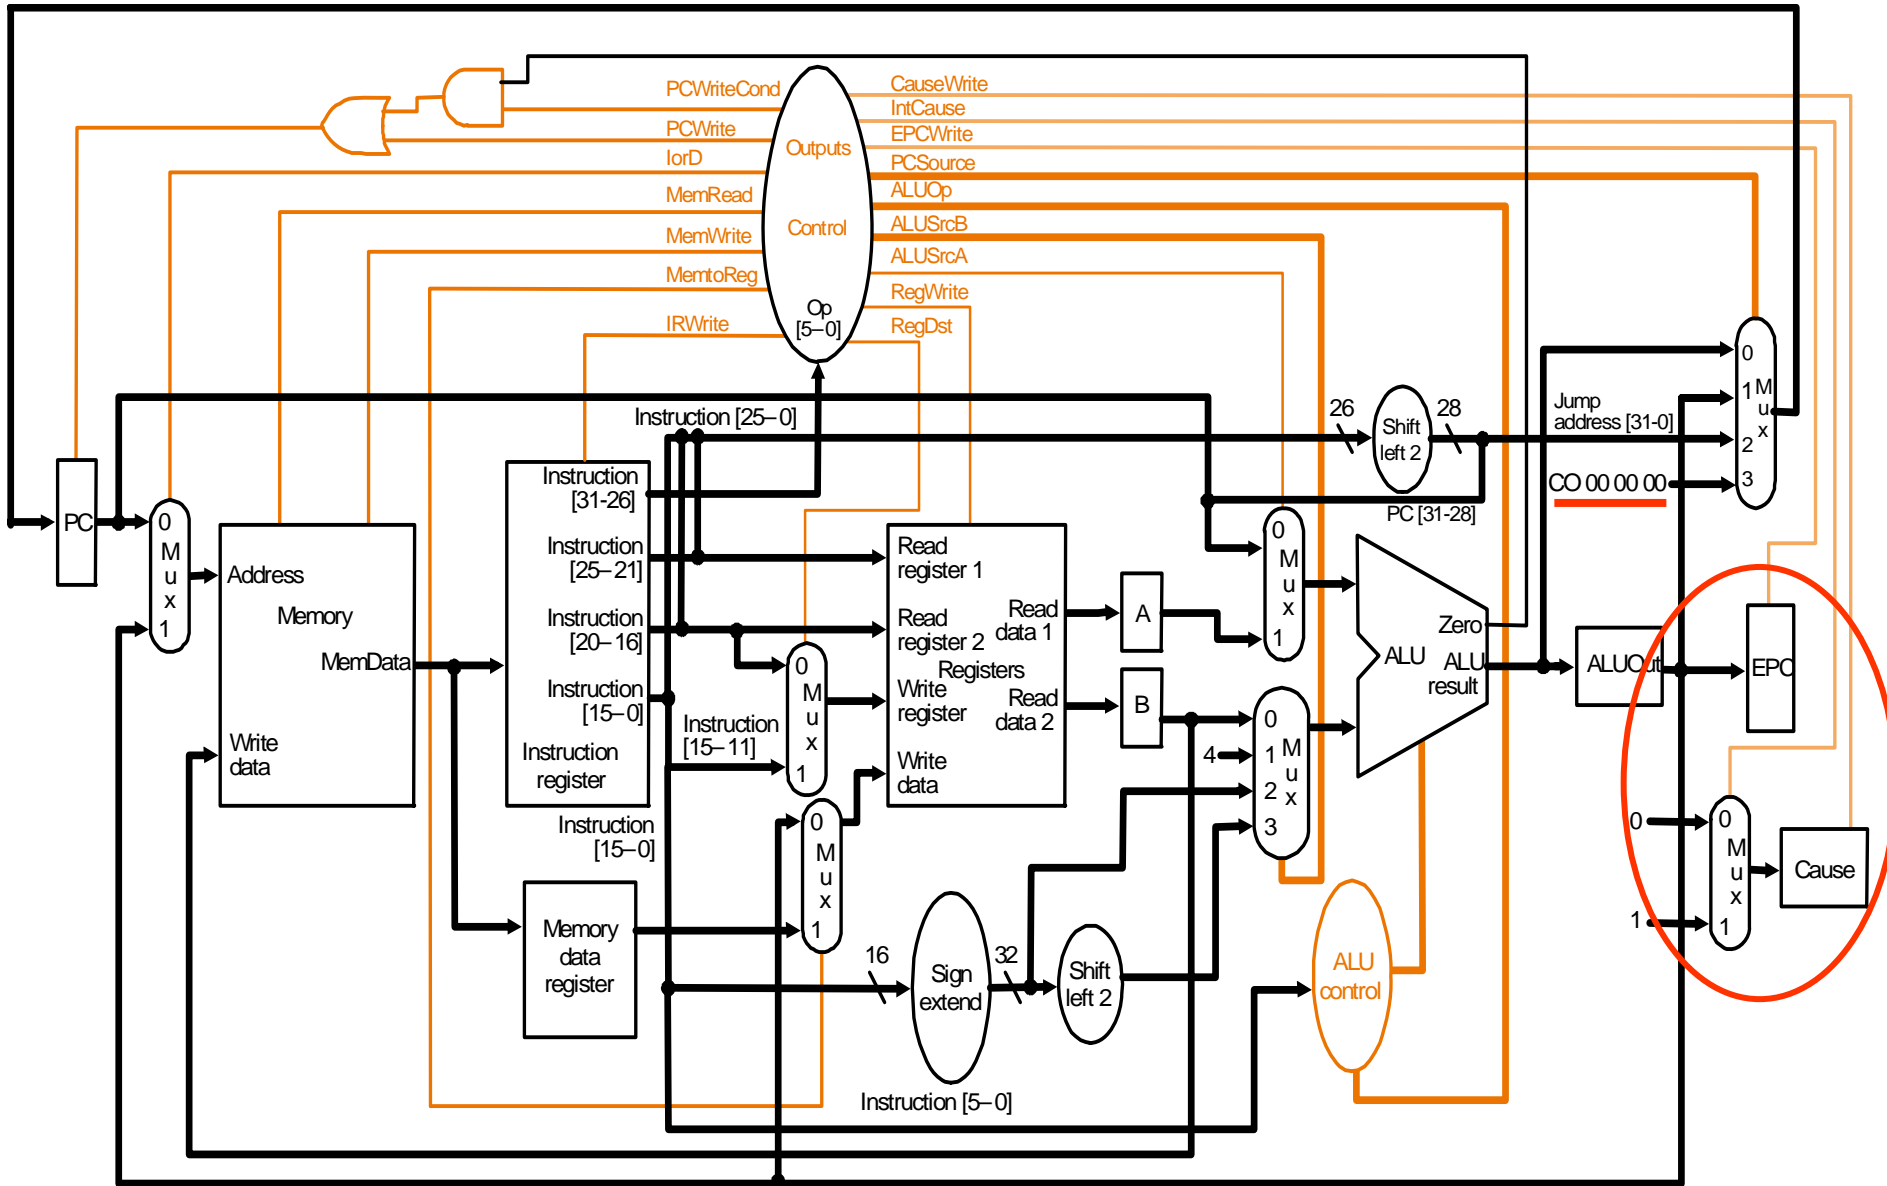 PCWriteCond
PCWrite
IorD
MemRead
MemWrite
MemtoReg
IRWrite
Outputs
Control
Op
[5–0]
CauseWrite
IntCause
EPCWrite
PCSource
ALUOp
ALUSrcB
ALUSrcA
RegWrite
RegDst
PC
0
M
u
x
1
Address
Memory
MemData
Write
data
Instruction [25–0]
Instruction
[31-26]
Instruction
[25–21]
Instruction
[20–16]
Instruction
[15–0]
Instruction
register
Instruction
[15–11]
Instruction
[15–0]
Memory
data
register
0
M
u
x
1
0
M
u
x
1
Read
register 1
Read
register 2
Registers
Write
register
Write
data
Read
data 1
Read
data 2
A
B
16
Sign
extend
32
Shift
left 2
Instruction [5–0]
26
Shift
left 2
28
PC [31-28]
0
M
u
x
1
4
0
1
2
3
M
u
x
Zero
ALU
ALU
result
ALU
control
ALUOut
Jump
address [31-0]
CO 00 00 00
0
1
2
3
M
u
x
EPC
0
1
0
M
u
x
1
Cause